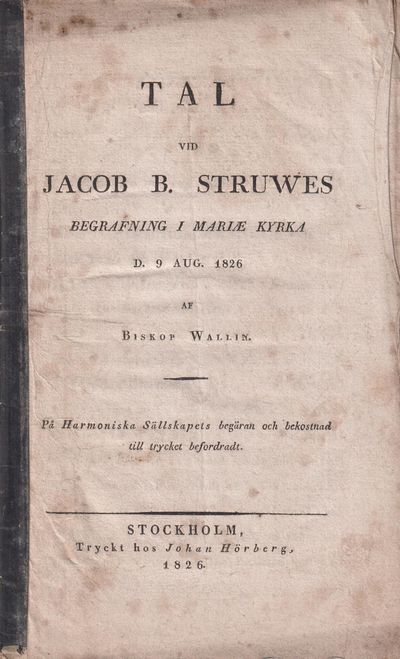 TAL
VID
JACOB B. STRUWES
BEGRAFNING I MARIÆ KYRKA
D. 9 AUG. 1826
AF
BISKOP WALLIN.
På Harmoniska Sällskapets begäran och bekostnad
till trycket befordradt.
STOCKHOLM,
Tryckt hos Johan Hörberg,
1826.